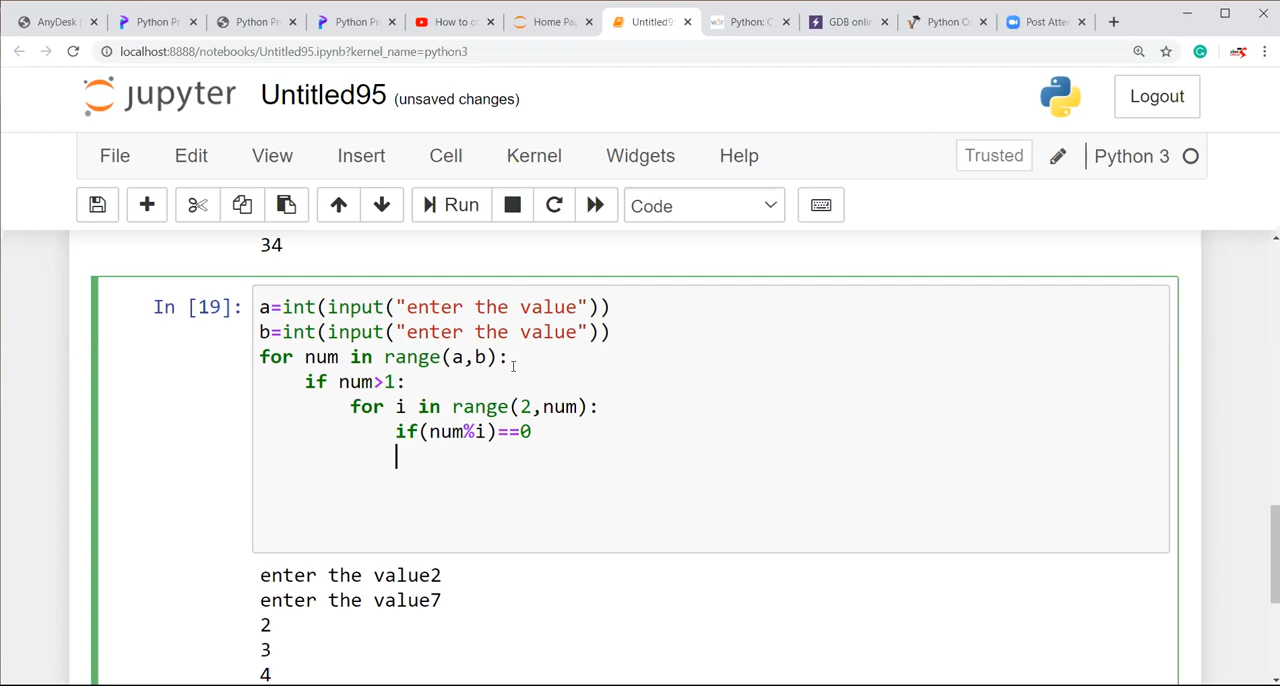 AnyDesk
Python Pr
Python Pr
Python Pr
How to c
Home Pa
Untitled9
Python: C
GDB onli
Python O
Post Atte
localhost:8888/notebooks/Untitled95.ipynb?kernel_name=python3
jupyter Untitled95 (unsaved changes)
Logout
File Edit View Insert Cell Kernel Widgets Help
Trusted
Python 3
Run
Code
34
In [19]:
a=int(input("enter the value"))
b=int(input("enter the value"))
for num in range(a,b):
if num>1:
for i in range(2,num):
if(num%i)==0
enter the value2
enter the value7
2
3
4